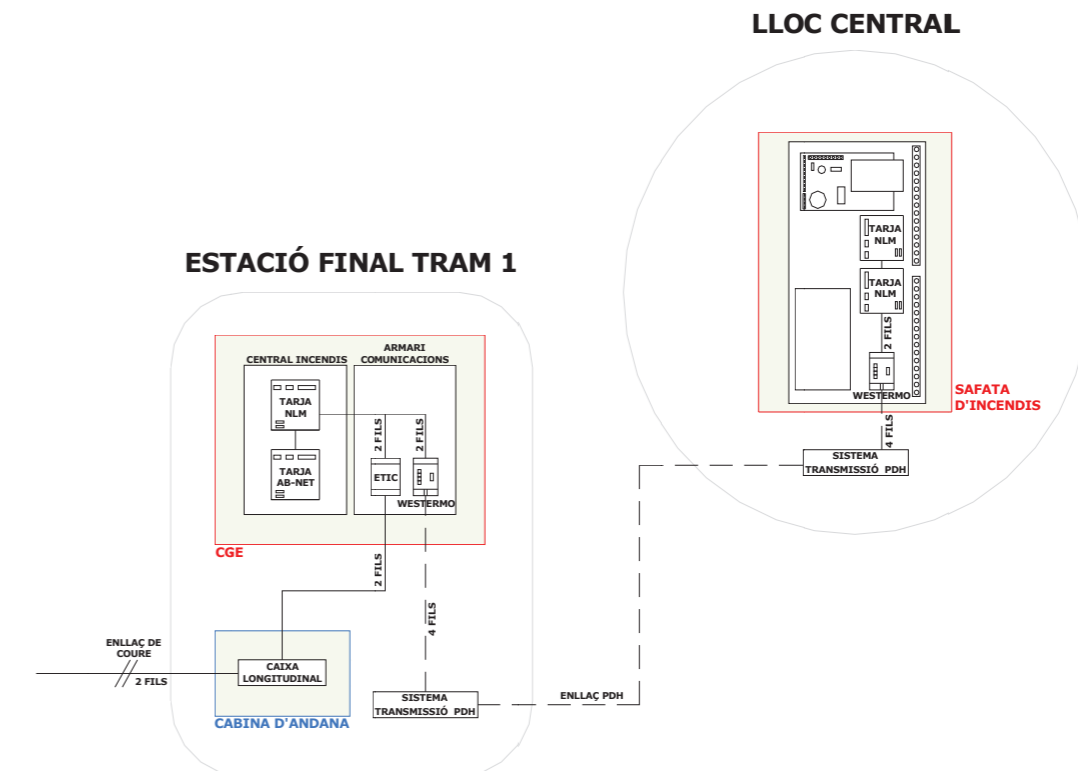 LLOC CENTRAL
TARJA
NLM
TARJA
NLM
2 FILS
WESTERMO
SAFATA
D'INCENDIS
4 FILS
SISTEMA
TRANSMISSIÓ PDH
ESTACIÓ FINAL TRAM 1
CENTRAL INCENDIS
ARMARI
COMUNICACIONS
TARJA
NLM
TARJA
AB-NET
2 FILS
2 FILS
ETIC
WESTERMO
CGE
2 FILS
4 FILS
ENLLAÇ DE
COURE
2 FILS
CAIXA
LONGITUDINAL
CABINA D'ANDANA
SISTEMA
TRANSMISSIÓ PDH
ENLLAÇ PDH